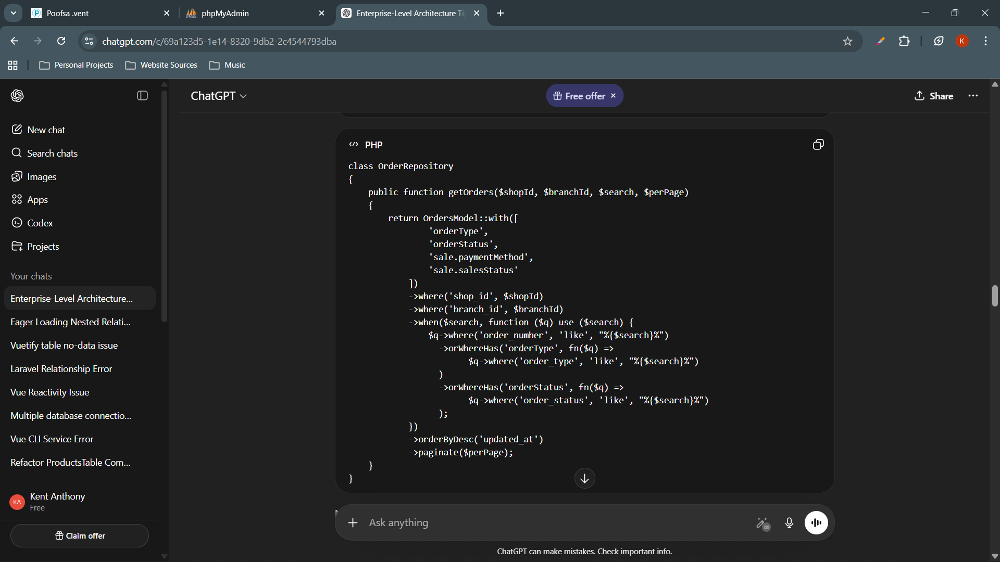 Poofsa .vent
phpMyAdmin
Enterprise-Level Architecture Ti
chatgpt.com/c/69a123d5-1e14-8320-9db2-2c4544793dba
K
Personal Projects
Website Sources
Music
ChatGPT
Free offer
Share
New chat
Search chats
Images
Apps
Codex
Projects
Your chats
Enterprise-Level Architecture...
Eager Loading Nested Relati...
Vuetify table no-data issue
Laravel Relationship Error
Vue Reactivity Issue
Multiple database connectio...
Vue CLI Service Error
Refactor ProductsTable Com...
KA
Kent Anthony
Free
Claim offer
PHP
class OrderRepository
{
    public function getOrders($shopId, $branchId, $search, $perPage)
    {
        return OrdersModel::with([
                'orderType',
                'orderStatus',
                'sale.paymentMethod',
                'sale.salesStatus'
            ])
            ->where('shop_id', $shopId)
            ->where('branch_id', $branchId)
            ->when($search, function ($q) use ($search) {
                $q->where('order_number', 'like', "%{$search}%")
                  ->orWhereHas('orderType', fn($q) =>
                        $q->where('order_type', 'like', "%{$search}%")
                  )
                  ->orWhereHas('orderStatus', fn($q) =>
                        $q->where('order_status', 'like', "%{$search}%")
                  );
            })
            ->orderByDesc('updated_at')
            ->paginate($perPage);
    }
}
Ask anything
ChatGPT can make mistakes. Check important info.